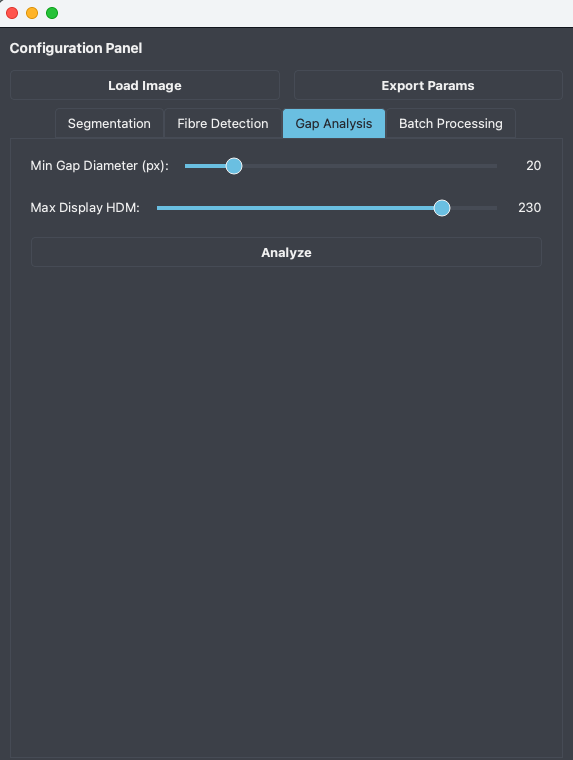 Configuration Panel
Load Image Export Params
Segmentation Fibre Detection Gap Analysis Batch Processing
Min Gap Diameter (px): 20
Max Display HDM: 230
Analyze